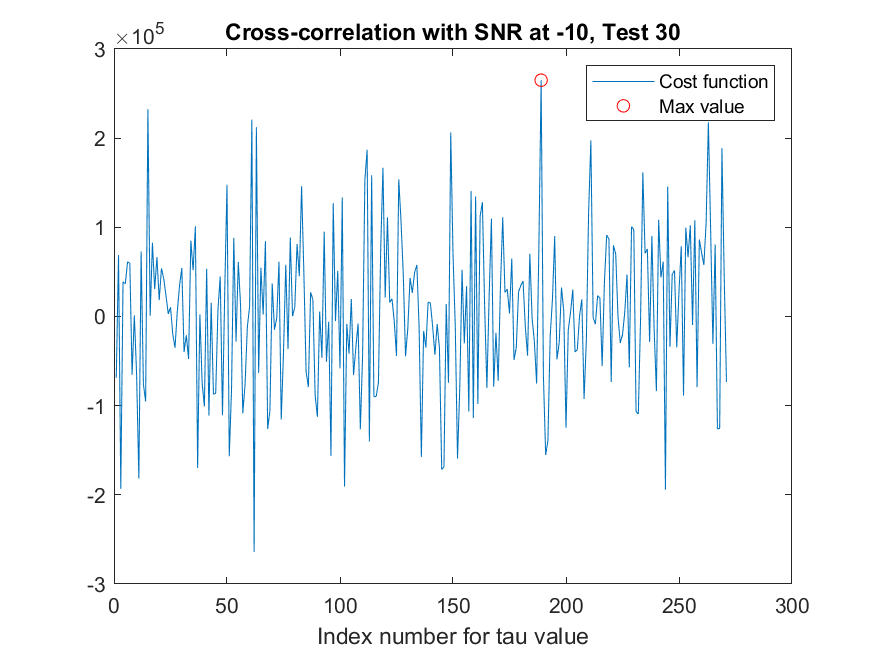 Cross-correlation with SNR at -10, Test 30
×10^5
Cost function
Max value
3
2
1
0
-1
-2
-3
0 50 100 150 200 250 300
Index number for tau value